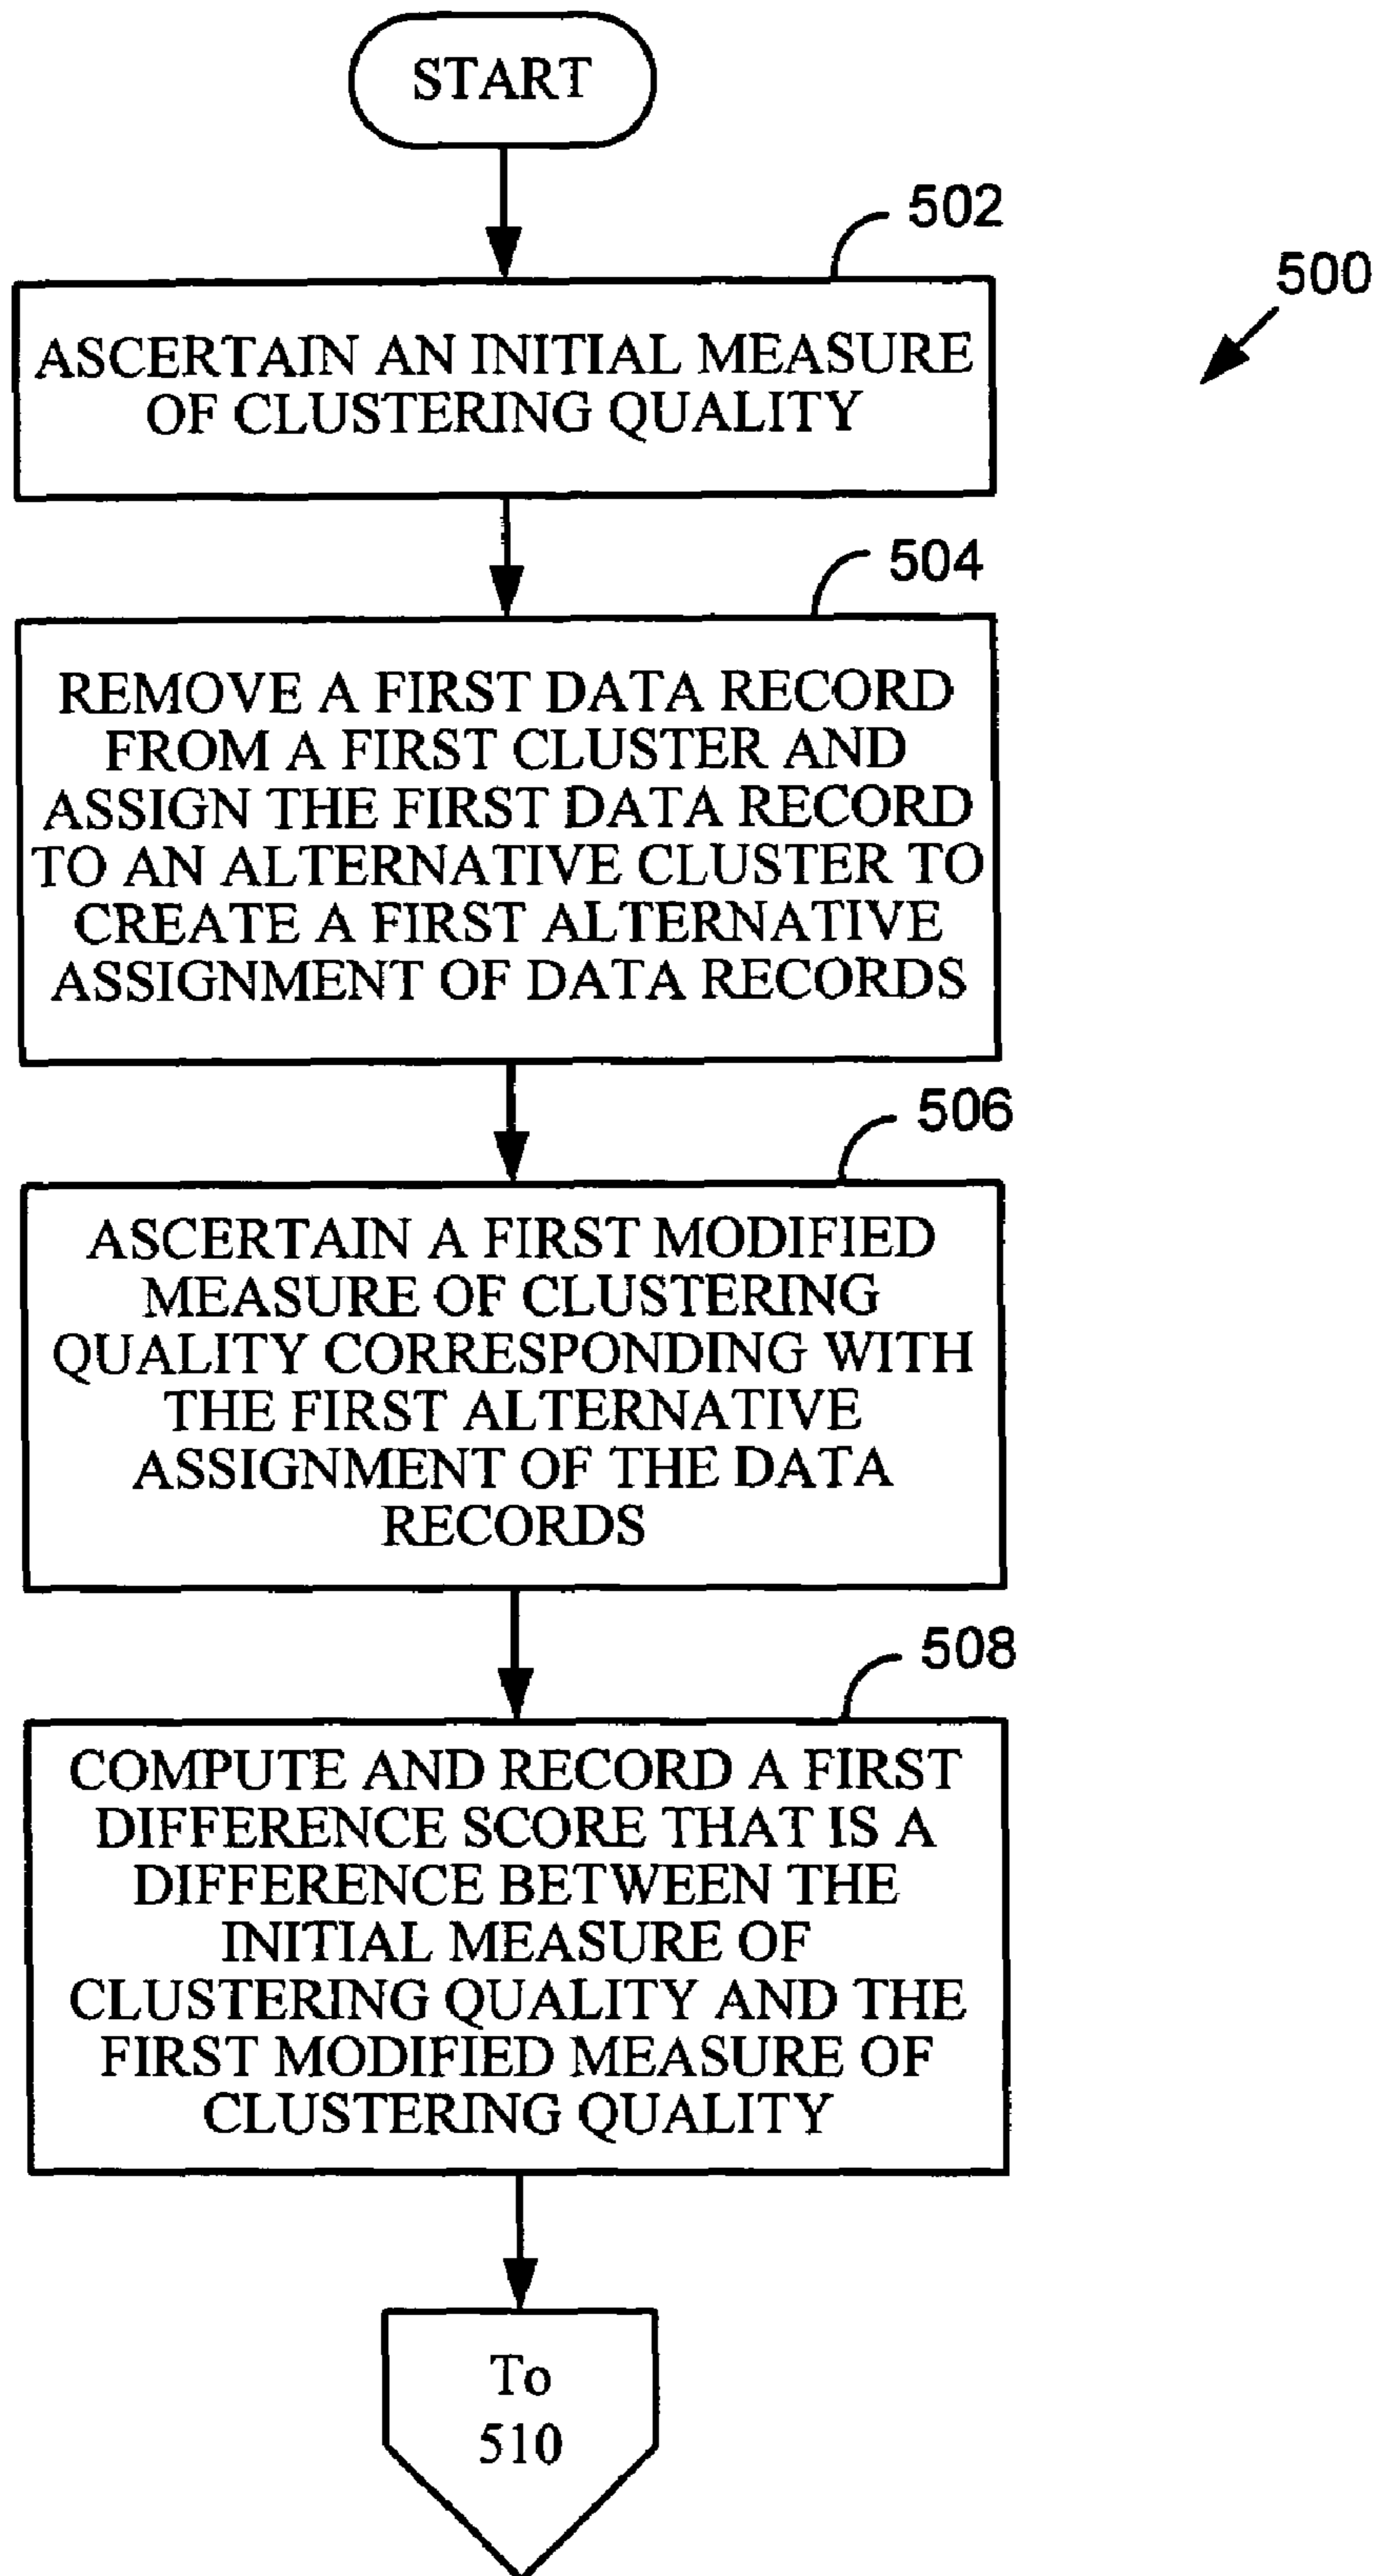 START
502
500
ASCERTAIN AN INITIAL MEASURE
OF CLUSTERING QUALITY
504
REMOVE A FIRST DATA RECORD
FROM A FIRST CLUSTER AND
ASSIGN THE FIRST DATA RECORD
TO AN ALTERNATIVE CLUSTER TO
CREATE A FIRST ALTERNATIVE
ASSIGNMENT OF DATA RECORDS
506
ASCERTAIN A FIRST MODIFIED
MEASURE OF CLUSTERING
QUALITY CORRESPONDING WITH
THE FIRST ALTERNATIVE
ASSIGNMENT OF THE DATA
RECORDS
508
COMPUTE AND RECORD A FIRST
DIFFERENCE SCORE THAT IS A
DIFFERENCE BETWEEN THE
INITIAL MEASURE OF
CLUSTERING QUALITY AND THE
FIRST MODIFIED MEASURE OF
CLUSTERING QUALITY
To
510